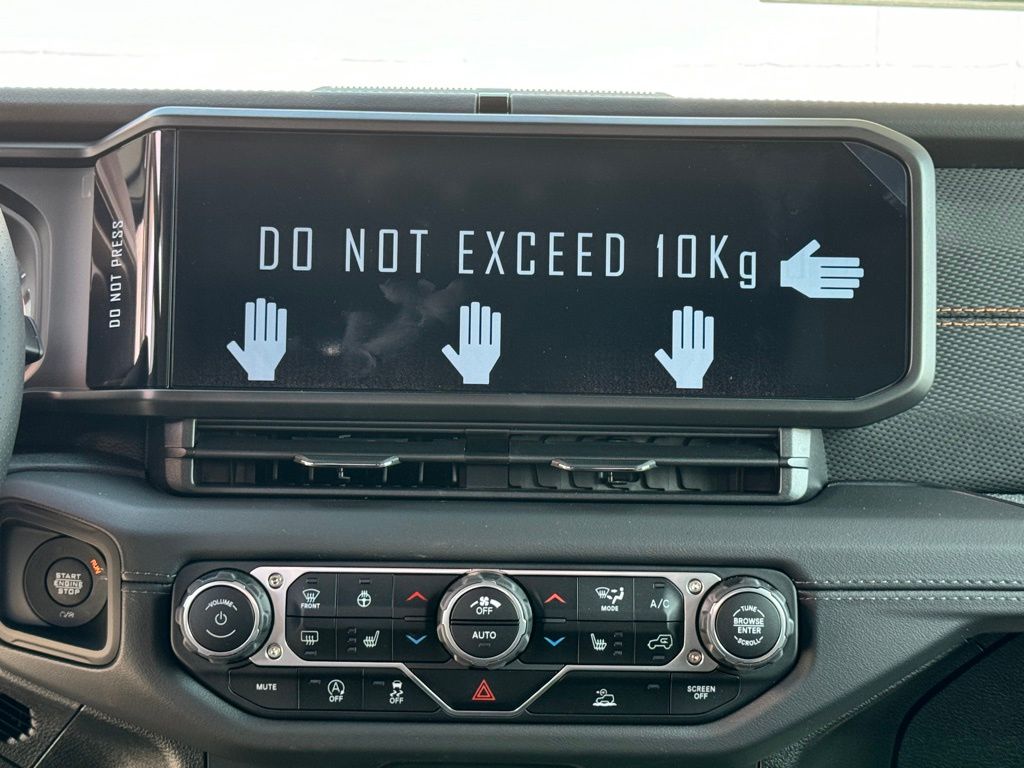 DO NOT EXCEED 10Kg
DO NOT PRESS
START
ENGINE
STOP
RUN
VOLUME
FRONT
OFF
AUTO
MODE
A/C
TUNE
BROWSE
ENTER
SCROLL
MUTE
OFF
OFF
SCREEN
OFF